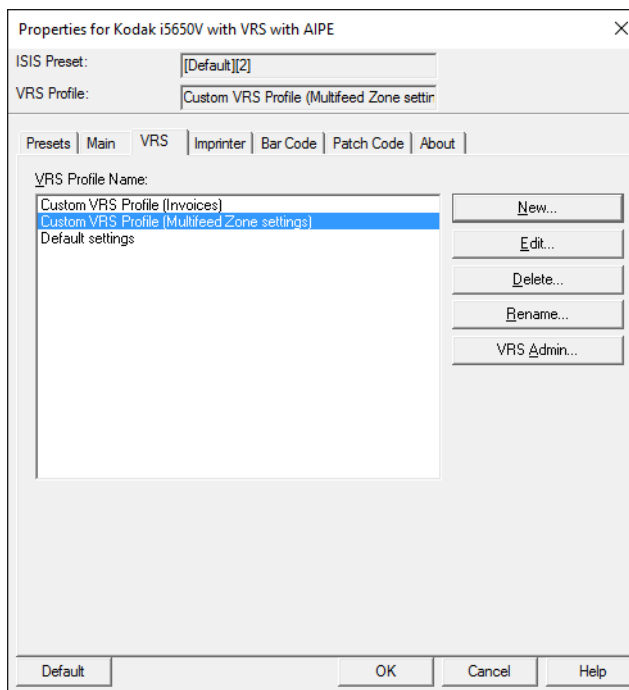 Properties for Kodak i5650V with VRS with AIPE
ISIS Preset:
[Default][2]
VRS Profile:
Custom VRS Profile (Multifeed Zone settin
Presets
Main
VRS
Imprinter
Bar Code
Patch Code
About
VRS Profile Name:
Custom VRS Profile (Invoices)
Custom VRS Profile (Multifeed Zone settings)
Default settings
New...
Edit...
Delete...
Rename...
VRS Admin...
Default
OK
Cancel
Help